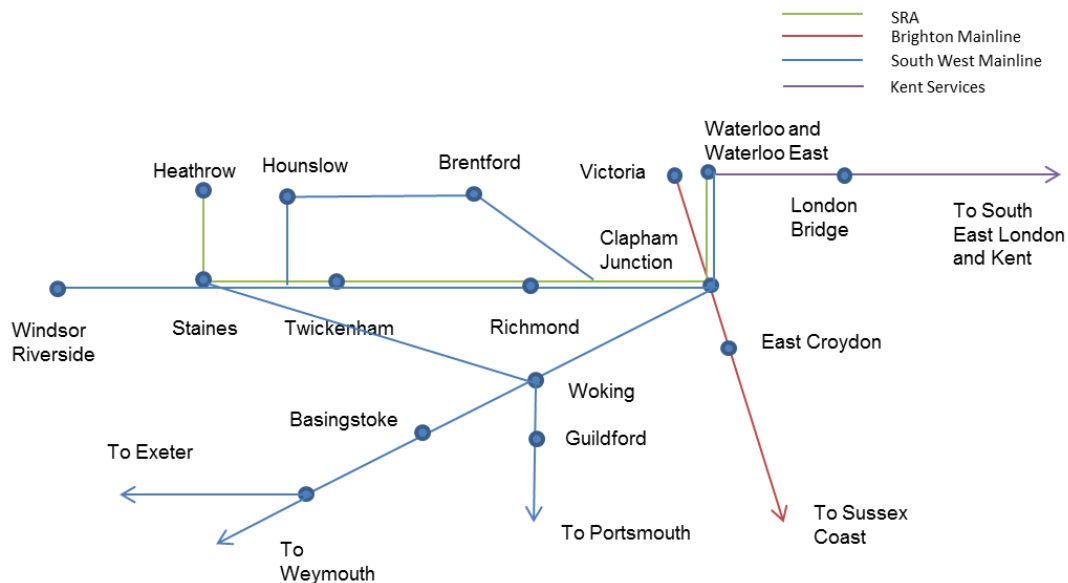 SRA
Brighton Mainline
South West Mainline
Kent Services
Waterloo and
Waterloo East
Heathrow
Hounslow
Brentford
Victoria
London
Bridge
To South
East London
and Kent
Clapham
Junction
Windsor
Riverside
Staines
Twickenham
Richmond
East Croydon
Woking
Basingstoke
Guildford
To Exeter
To
Weymouth
To Portsmouth
To Sussex
Coast